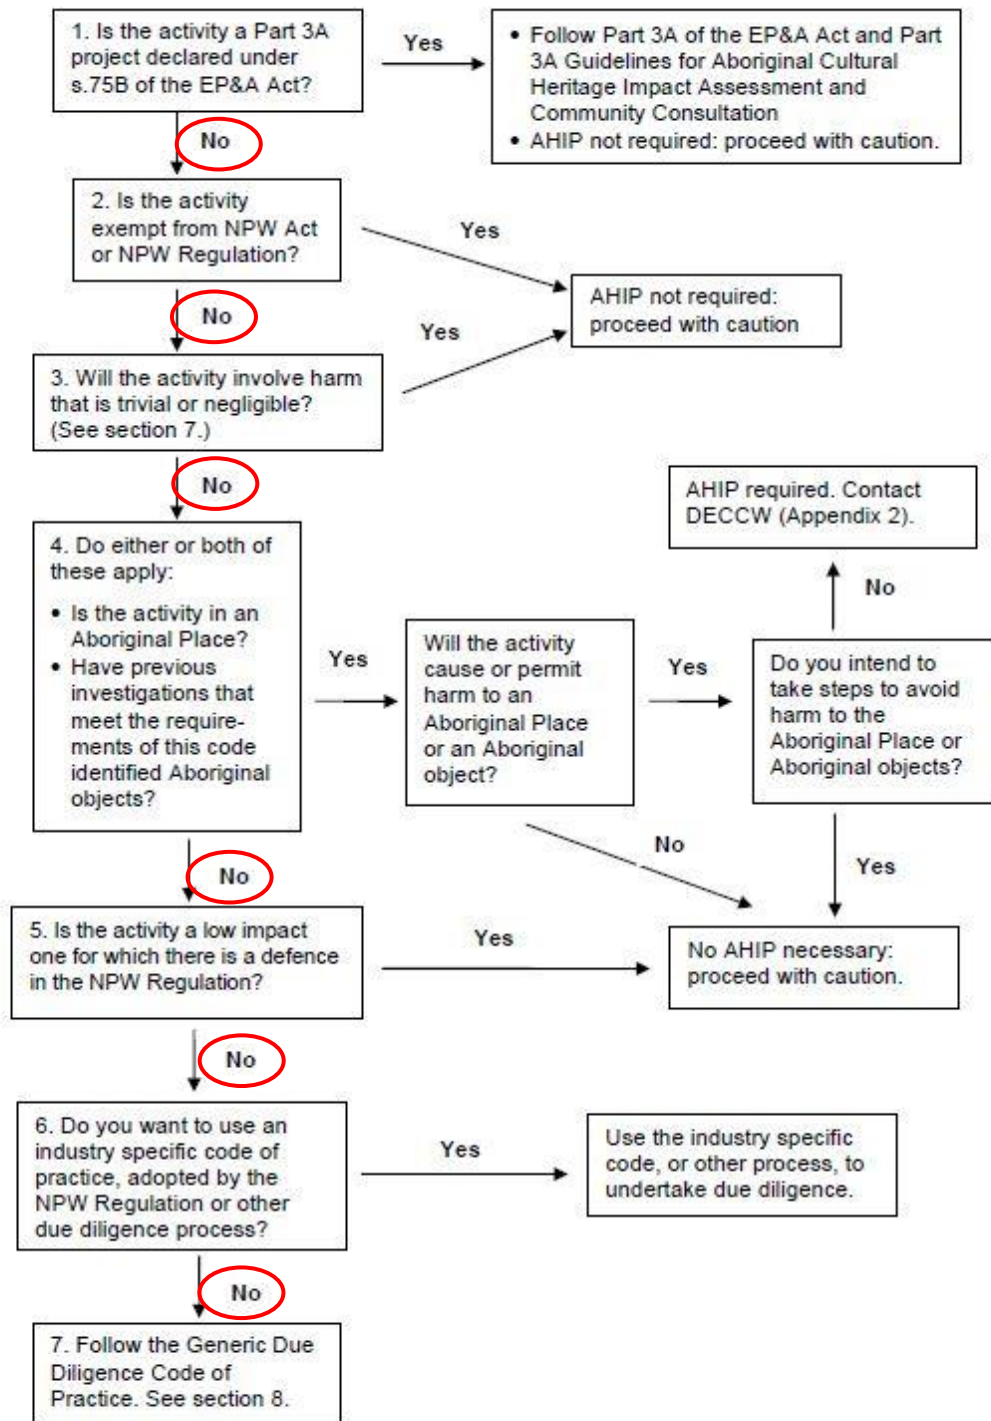 1. Is the activity a Part 3A
project declared under
s.75B of the EP&A Act?
Yes
• Follow Part 3A of the EP&A Act and Part
3A Guidelines for Aboriginal Cultural
Heritage Impact Assessment and
Community Consultation
• AHIP not required: proceed with caution.
No
2. Is the activity
exempt from NPW Act
or NPW Regulation?
Yes
AHIP not required:
proceed with caution
No
Yes
3. Will the activity involve harm
that is trivial or negligible?
(See section 7.)
No
AHIP required. Contact
DECCW (Appendix 2).
No
4. Do either or both of
these apply:
• Is the activity in an
Aboriginal Place?
• Have previous
investigations that
meet the require-
ments of this code
identified Aboriginal
objects?
Yes
Will the activity
cause or permit
harm to an
Aboriginal Place
or an Aboriginal
object?
Yes
Do you intend to
take steps to avoid
harm to the
Aboriginal Place or
Aboriginal objects?
No
Yes
No
5. Is the activity a low impact
one for which there is a defence
in the NPW Regulation?
Yes
No AHIP necessary:
proceed with caution.
No
6. Do you want to use an
industry specific code of
practice, adopted by the
NPW Regulation or other
due diligence process?
Yes
Use the industry specific
code, or other process, to
undertake due diligence.
No
7. Follow the Generic Due
Diligence Code of
Practice. See section 8.